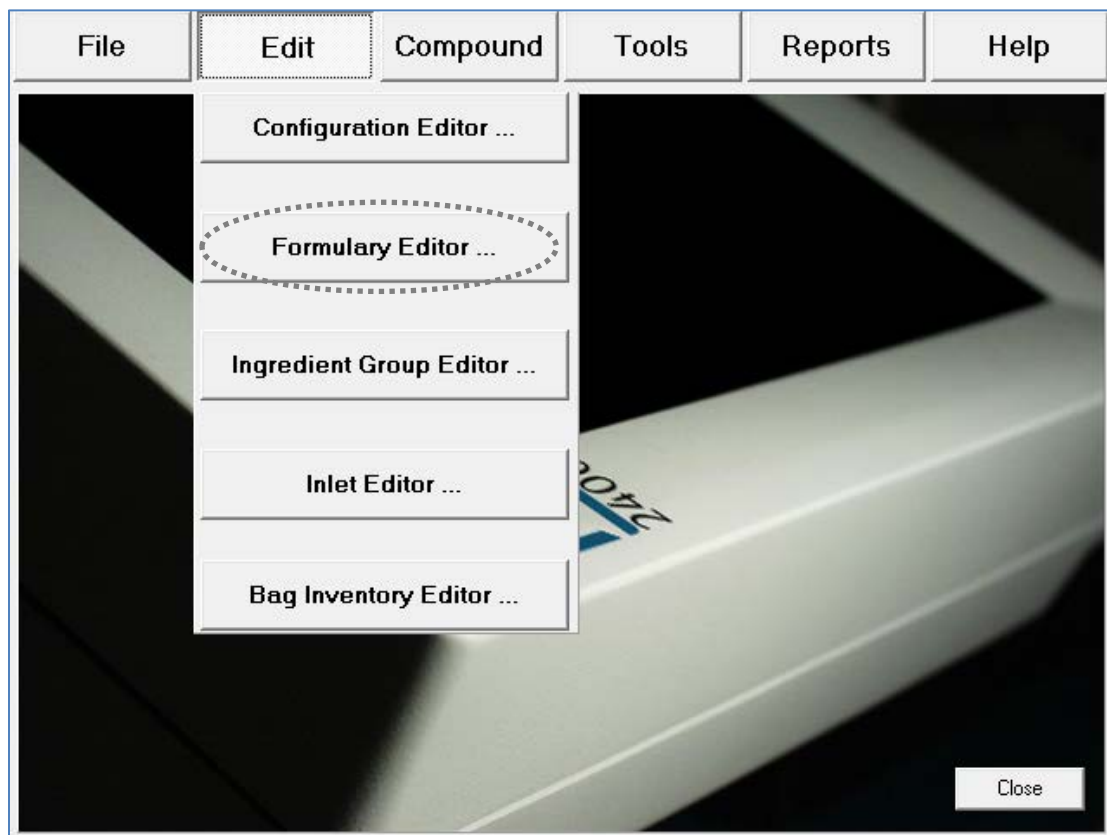 File
Edit
Compound
Tools
Reports
Help
Configuration Editor ...
Formulary Editor ...
Ingredient Group Editor ...
Inlet Editor ...
Bag Inventory Editor ...
Close